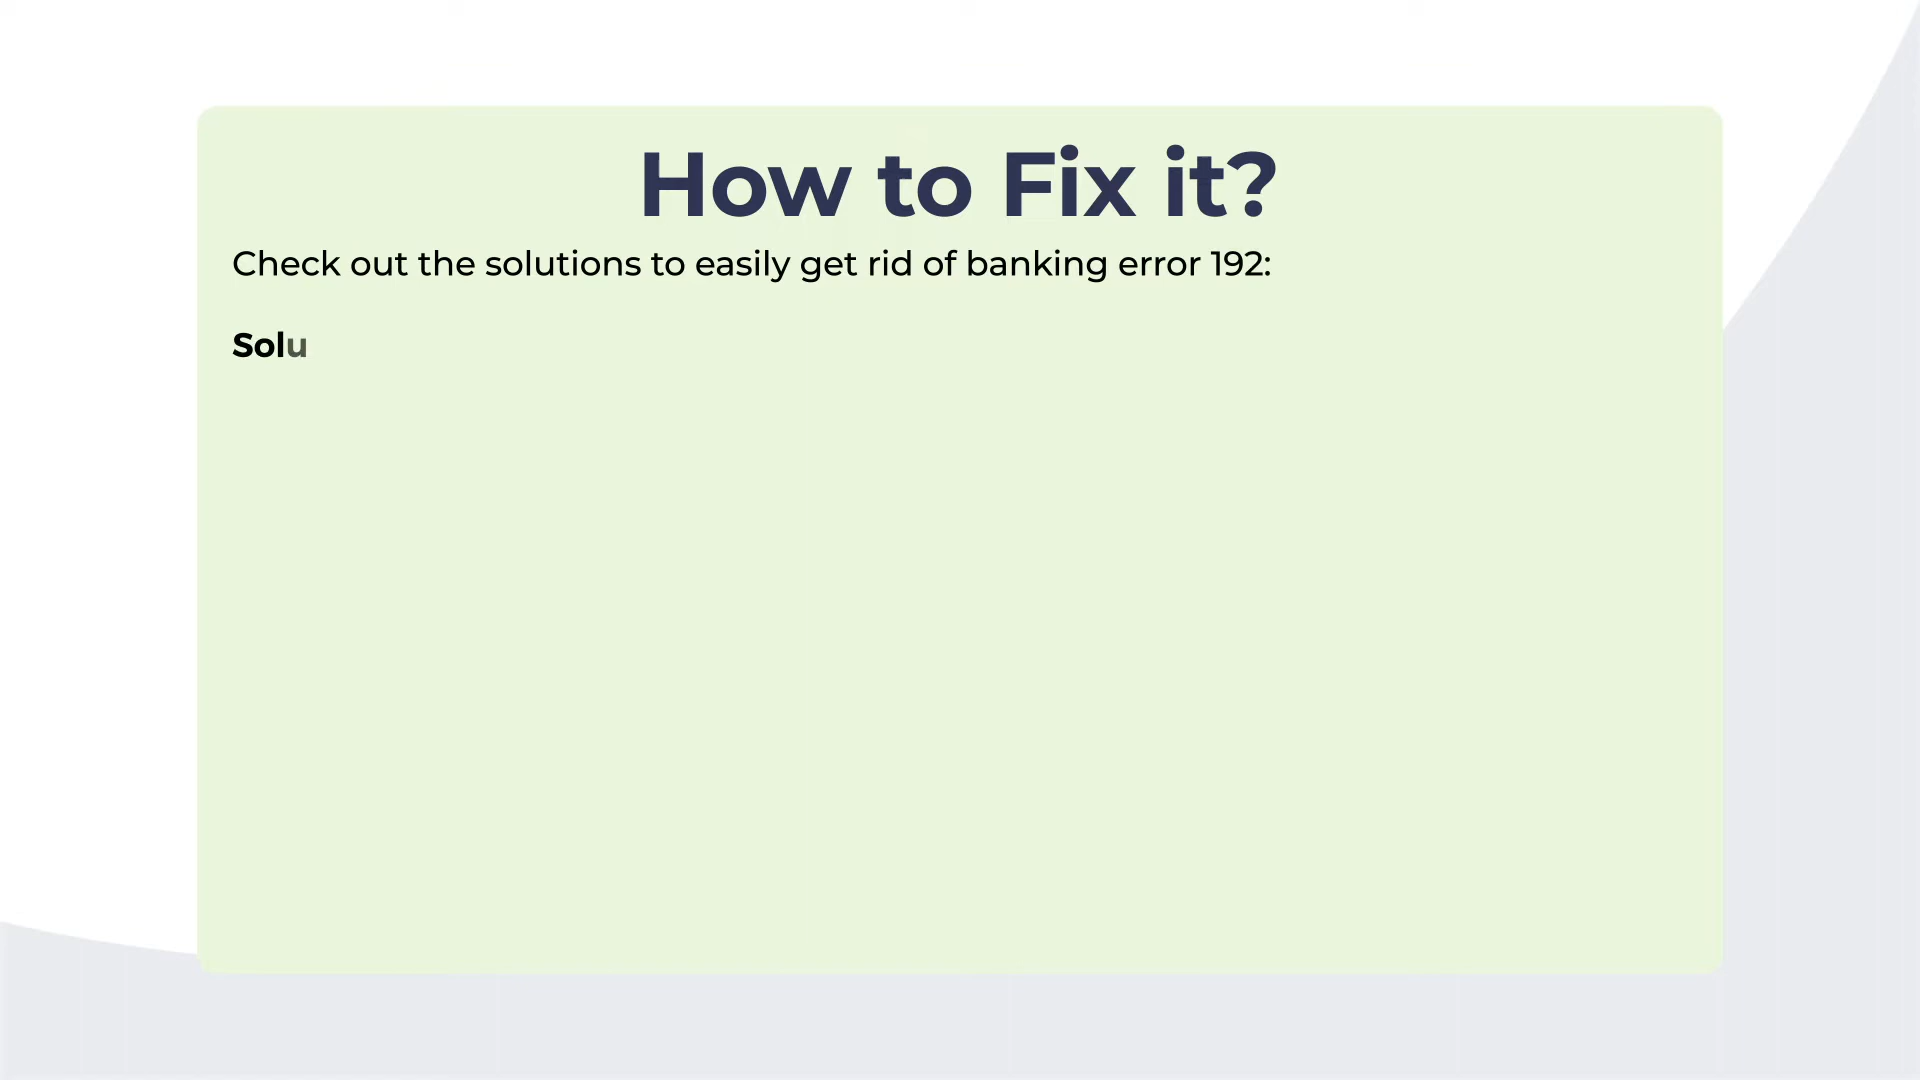 How to Fix it?
Check out the solutions to easily get rid of banking error 192:
Solu